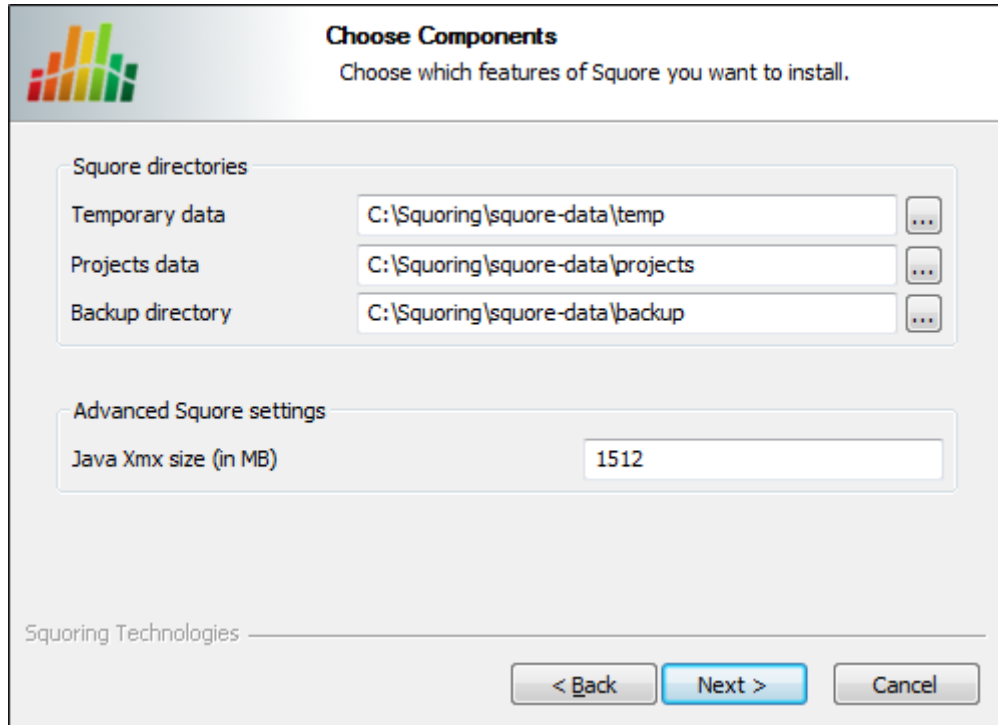 Choose Components
Choose which features of Squore you want to install.
Squore directories
Temporary data C:\Squoring\squore-data\temp ...
Projects data C:\Squoring\squore-data\projects ...
Backup directory C:\Squoring\squore-data\backup ...
Advanced Squore settings
Java Xmx size (in MB) 1512
Squoring Technologies
< Back Next > Cancel